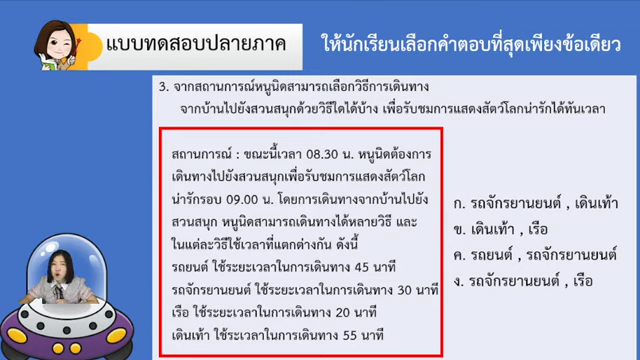 แบบทดสอบปลายภาค
ให้นักเรียนเลือกคำตอบที่สุดเพียงข้อเดียว
3. จากสถานการณ์หนูนิดสามารถเลือกวิธีการเดินทาง
จากบ้านไปยังสวนสนุกด้วยวิธีใดได้บ้าง เพื่อรับชมการแสดงสัตว์โลกน่ารักได้ทันเวลา
สถานการณ์ : ขณะนี้เวลา 08.30 น. หนูนิดต้องการ
เดินทางไปยังสวนสนุกเพื่อรับชมการแสดงสัตว์โลก
น่ารักรอบ 09.00 น. โดยการเดินทางจากบ้านไปยัง
สวนสนุก หนูนิดสามารถเดินทางได้หลายวิธี และ
ในแต่ละวิธีใช้เวลาที่แตกต่างกัน ดังนี้
รถยนต์ ใช้ระยะเวลาในการเดินทาง 45 นาที
รถจักรยานยนต์ ใช้ระยะเวลาในการเดินทาง 30 นาที
เรือ ใช้ระยะเวลาในการเดินทาง 20 นาที
เดินเท้า ใช้ระเวลาในการเดินทาง 55 นาที
ก. รถจักรยานยนต์ , เดินเท้า
ข. เดินเท้า , เรือ
ค. รถยนต์ , รถจักรยานยนต์
ง. รถจักรยานยนต์ , เรือ